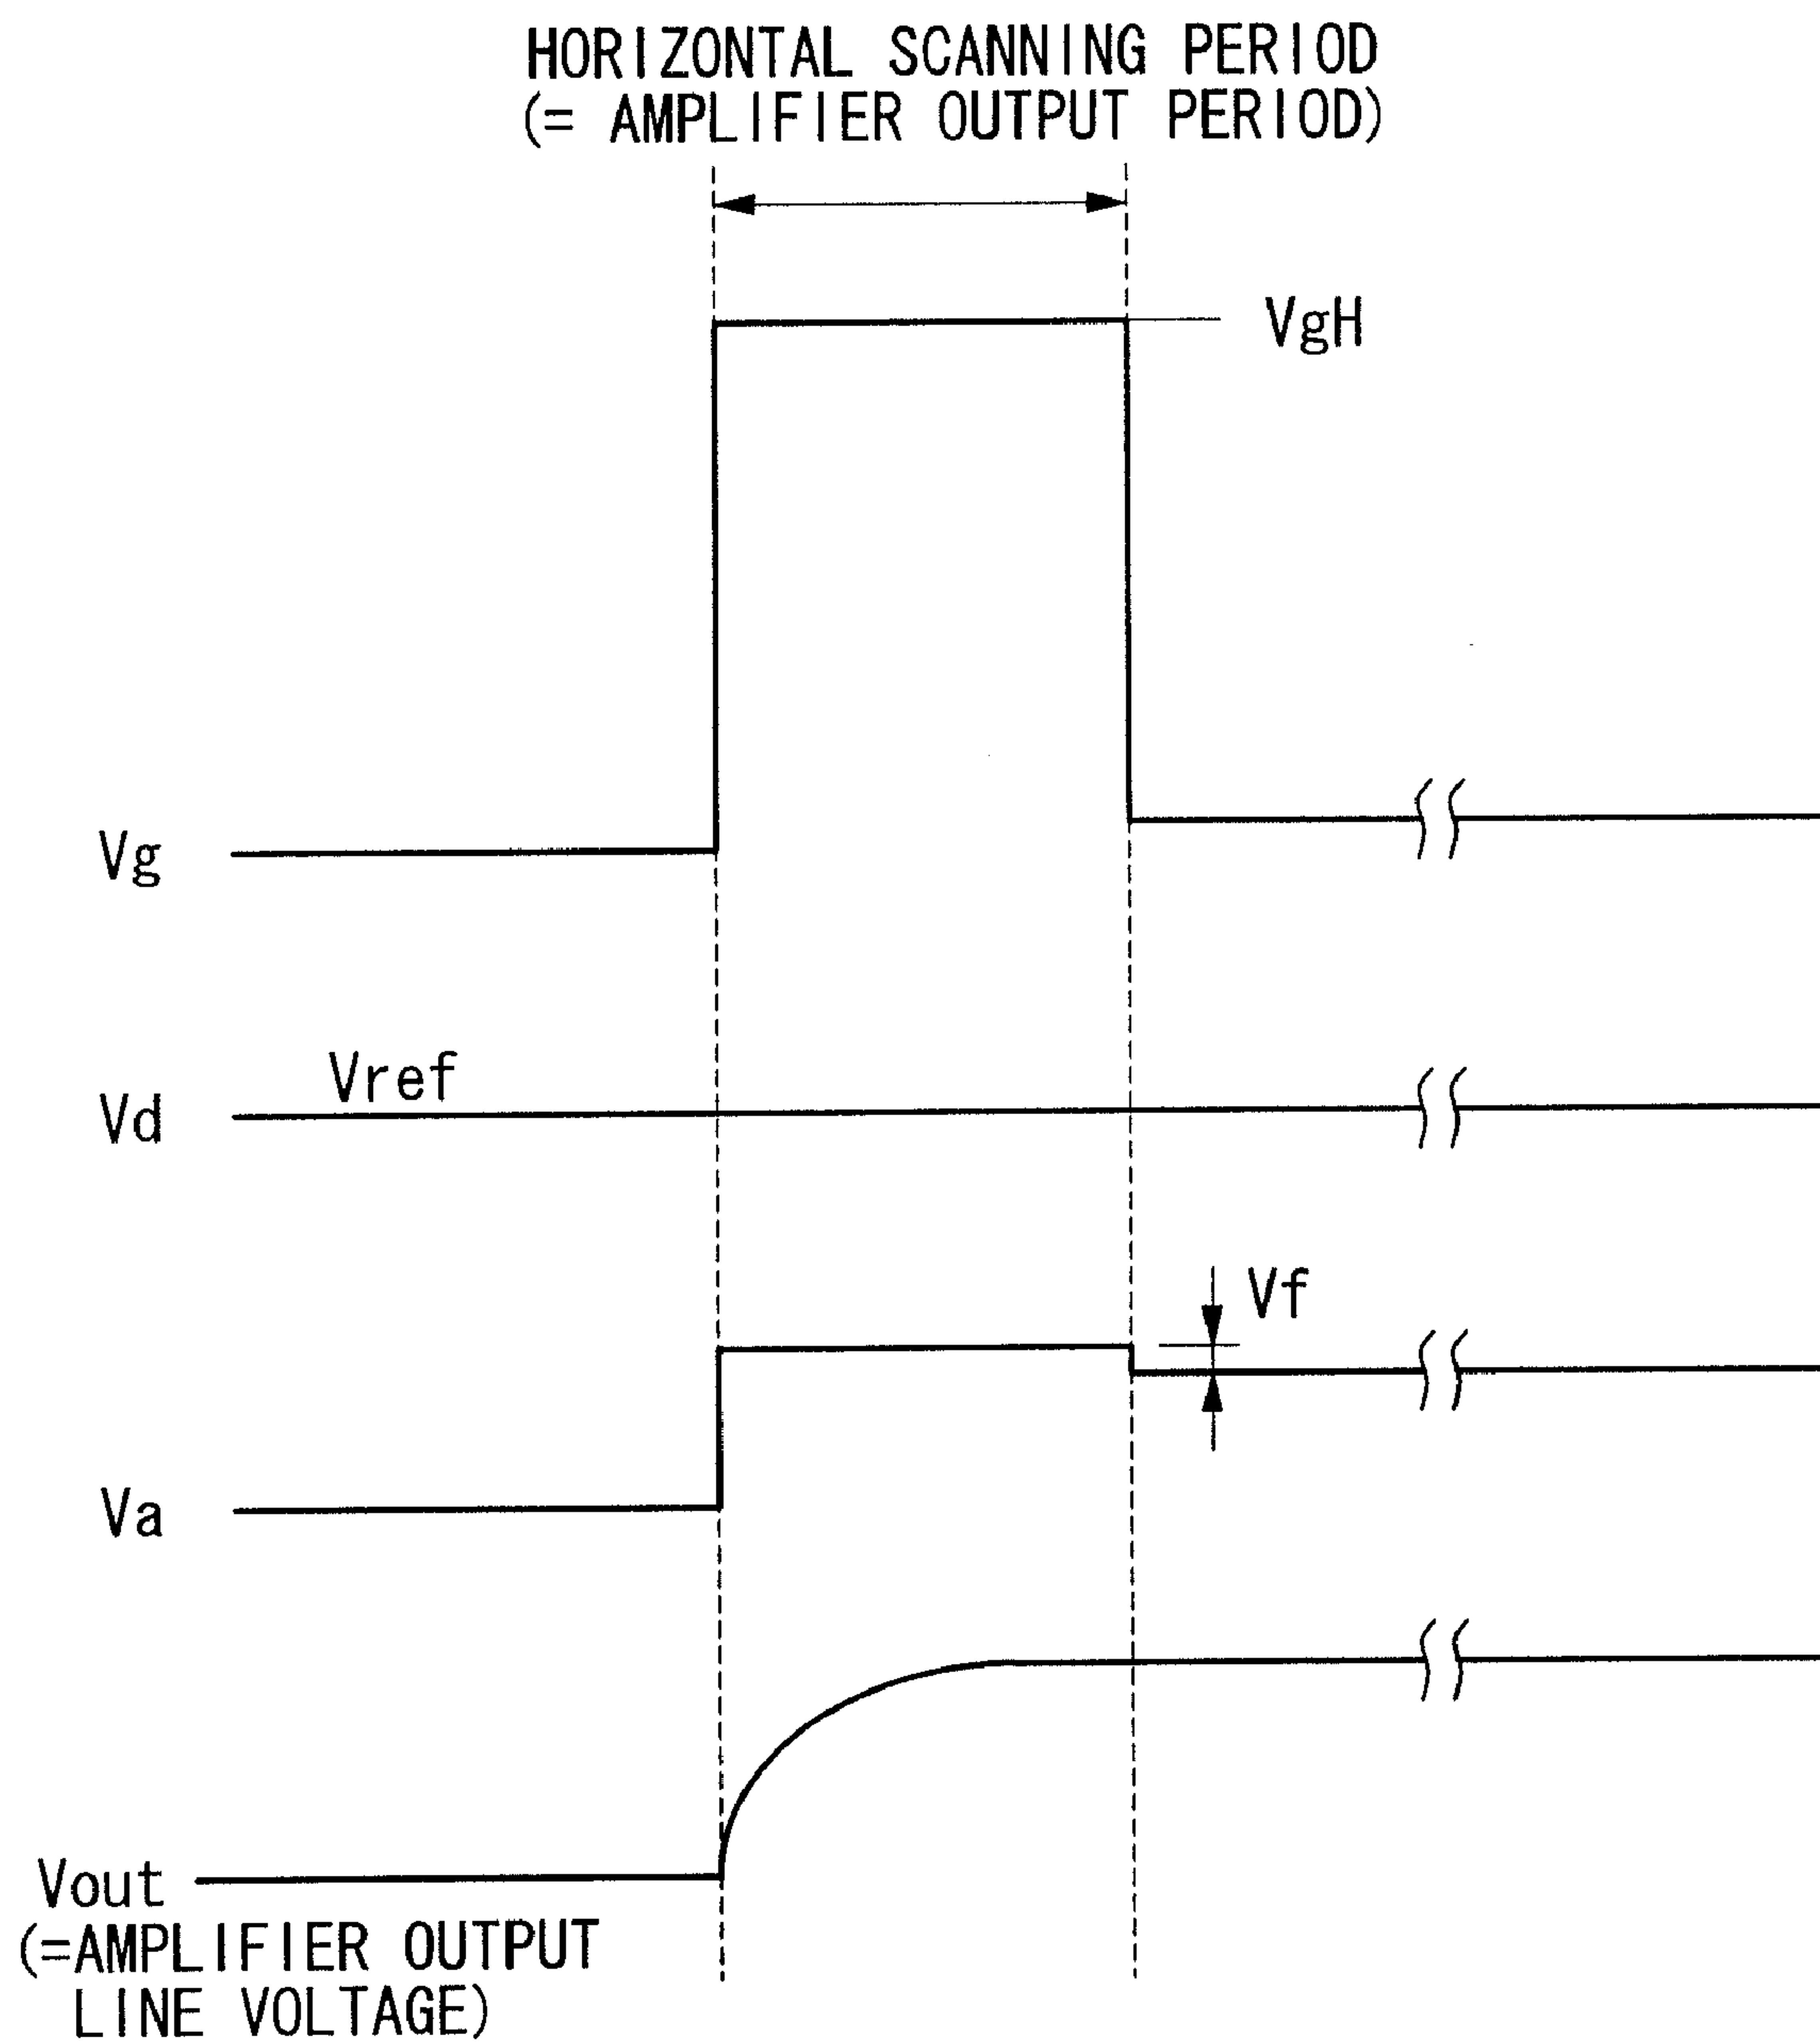 HORIZONTAL SCANNING PERIOD
(= AMPLIFIER OUTPUT PERIOD)
VgH
Vg
Vref
Vd
Vf
Va
Vout
(=AMPLIFIER OUTPUT
LINE VOLTAGE)